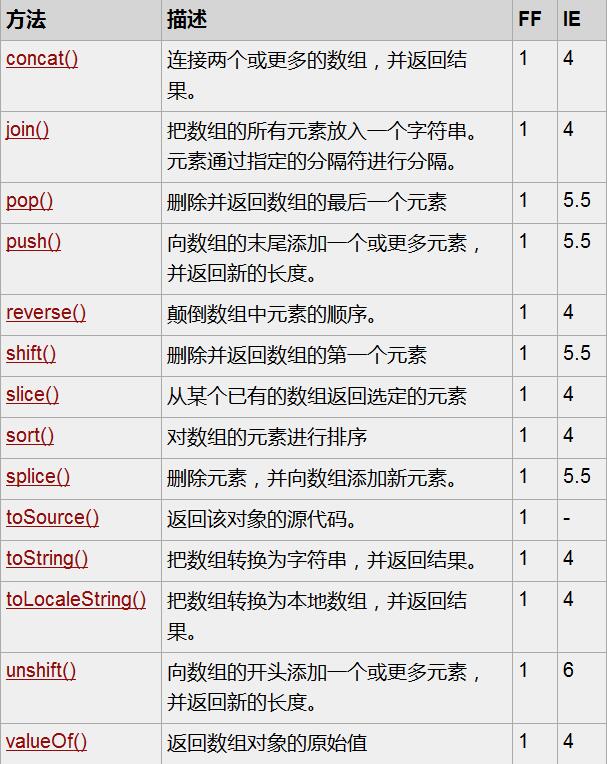 方法 描述 FF IE
concat() 连接两个或更多的数组，并返回结 1 4
果。
join() 把数组的所有元素放入一个字符串。 1 4
元素通过指定的分隔符进行分隔。
pop() 删除并返回数组的最后一个元素 1 5.5
push() 向数组的末尾添加一个或更多元素， 1 5.5
并返回新的长度。
reverse() 颠倒数组中元素的顺序。 1 4
shift() 删除并返回数组的第一个元素 1 5.5
slice() 从某个已有的数组返回选定的元素 1 4
sort() 对数组的元素进行排序 1 4
splice() 删除元素，并向数组添加新元素。 1 5.5
toSource() 返回该对象的源代码。 1 -
toString() 把数组转换为字符串，并返回结果。 1 4
toLocaleString() 把数组转换为本地数组，并返回结 1 4
果。
unshift() 向数组的开头添加一个或更多元素， 1 6
并返回新的长度。
valueOf() 返回数组对象的原始值 1 4